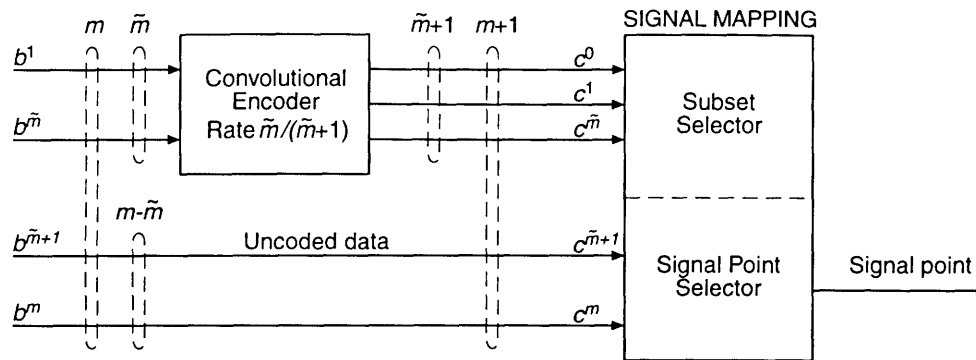 m m̃ m̃+1 m+1 SIGNAL MAPPING
b¹ c⁰
Convolutional
Encoder
Rate m̃/(m̃+1)
c¹
Subset
Selector
b^m̃ c^m̃
m-m̃
b^m̃+1 Uncoded data c^m̃+1
Signal Point
Selector
Signal point
b^m c^m